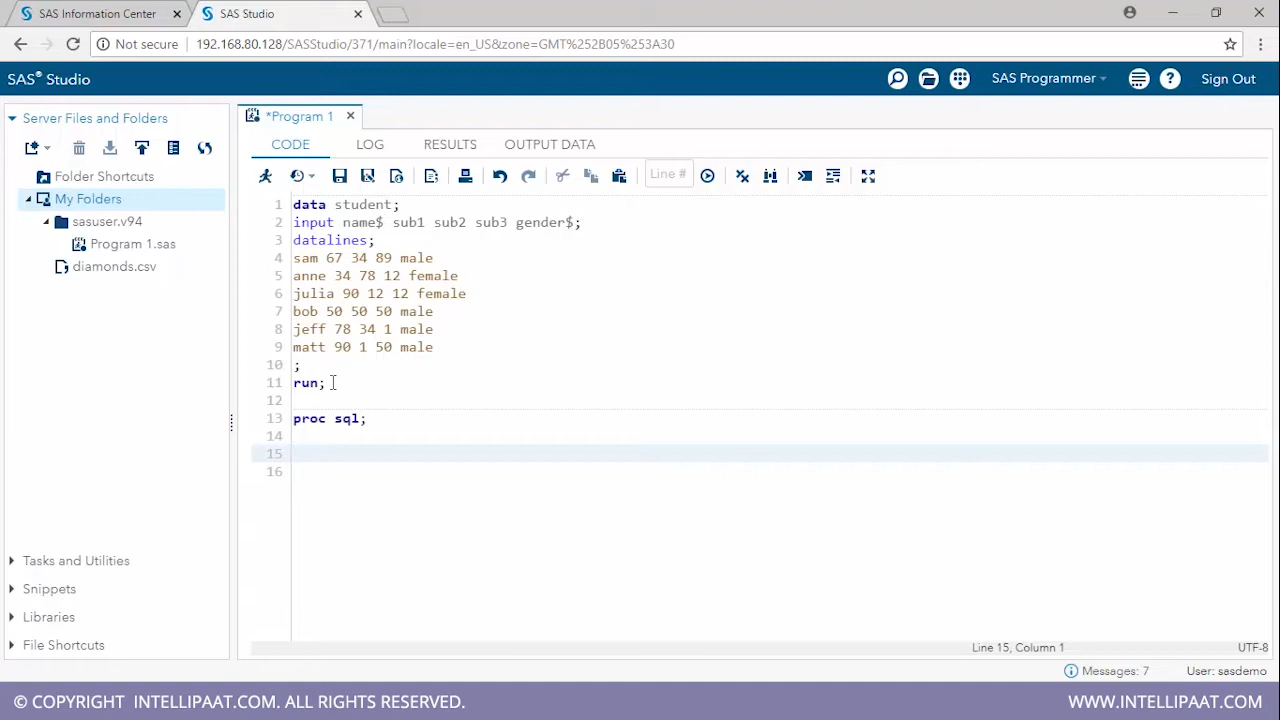 SAS Information Center
SAS Studio
Not secure
192.168.80.128/SASStudio/371/main?locale=en_US&zone=GMT%252B05%253A30
SAS® Studio
SAS Programmer
Sign Out
Server Files and Folders
Folder Shortcuts
My Folders
sasuser.v94
Program 1.sas
diamonds.csv
Tasks and Utilities
Snippets
Libraries
File Shortcuts
*Program 1
CODE
LOG
RESULTS
OUTPUT DATA
Line #
1 data student;
2 input name$ sub1 sub2 sub3 gender$;
3 datalines;
4 sam 67 34 89 male
5 anne 34 78 12 female
6 julia 90 12 12 female
7 bob 50 50 50 male
8 jeff 78 34 1 male
9 matt 90 1 50 male
10 ;
11 run;
12
13 proc sql;
14
15
16
Line 15, Column 1
UTF-8
Messages: 7
User: sasdemo
© COPYRIGHT INTELLIPAAT.COM. ALL RIGHTS RESERVED.
WWW.INTELLIPAAT.COM